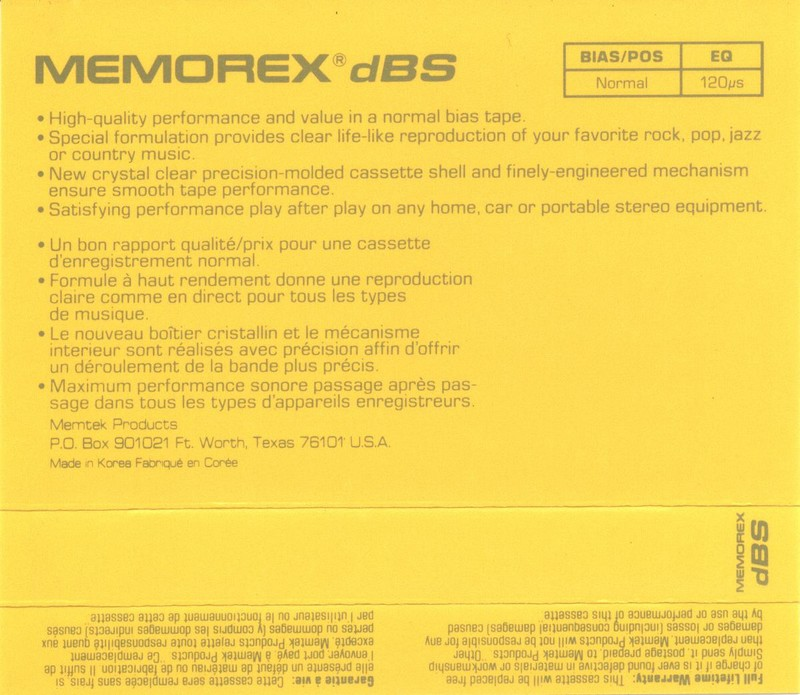 MEMOREX® dBS
BIAS/POS EQ
Normal 120µs
• High-quality performance and value in a normal bias tape.
• Special formulation provides clear life-like reproduction of your favorite rock, pop, jazz
or country music.
• New crystal clear precision-molded cassette shell and finely-engineered mechanism
ensure smooth tape performance.
• Satisfying performance play after play on any home, car or portable stereo equipment.
• Un bon rapport qualité/prix pour une cassette
d'enregistrement normal.
• Formule à haut rendement donne une reproduction
claire comme en direct pour tous les types
de musique.
• Le nouveau boîtier cristallin et le mécanisme
interieur sont réalisés avec précision affin d'offrir
un déroulement de la bande plus précis.
• Maximum performance sonore passage après pas-
sage dans tous les types d'appareils enregistreurs.
Memtek Products
P.O. Box 901021 Ft. Worth, Texas 76101 U.S.A.
Made in Korea Fabriqué en Corée
MEMOREX
dBS
Full Lifetime Warranty: This cassette will be replaced free
of charge if it is ever found defective in materials or workmanship
Simply send it, postage prepaid to Memtek Products. Other
than replacement, Memtek Products will not be responsible for any
damages or losses (including consequential damages) caused
by the use or performance of this cassette
Garantie à vie: Cette cassette sera remplacée sans frais si
elle présente un défaut de matériau ou de fabrication Il suffit de
l envoyer port payé à Memtek Products Ce remplacement
excepté, Memtek Products rejette toute responsabilité quant aux
pertes ou dommages (y compris les dommages indirects) causés
par l utilisateur ou le fonctionnement de cette cassette